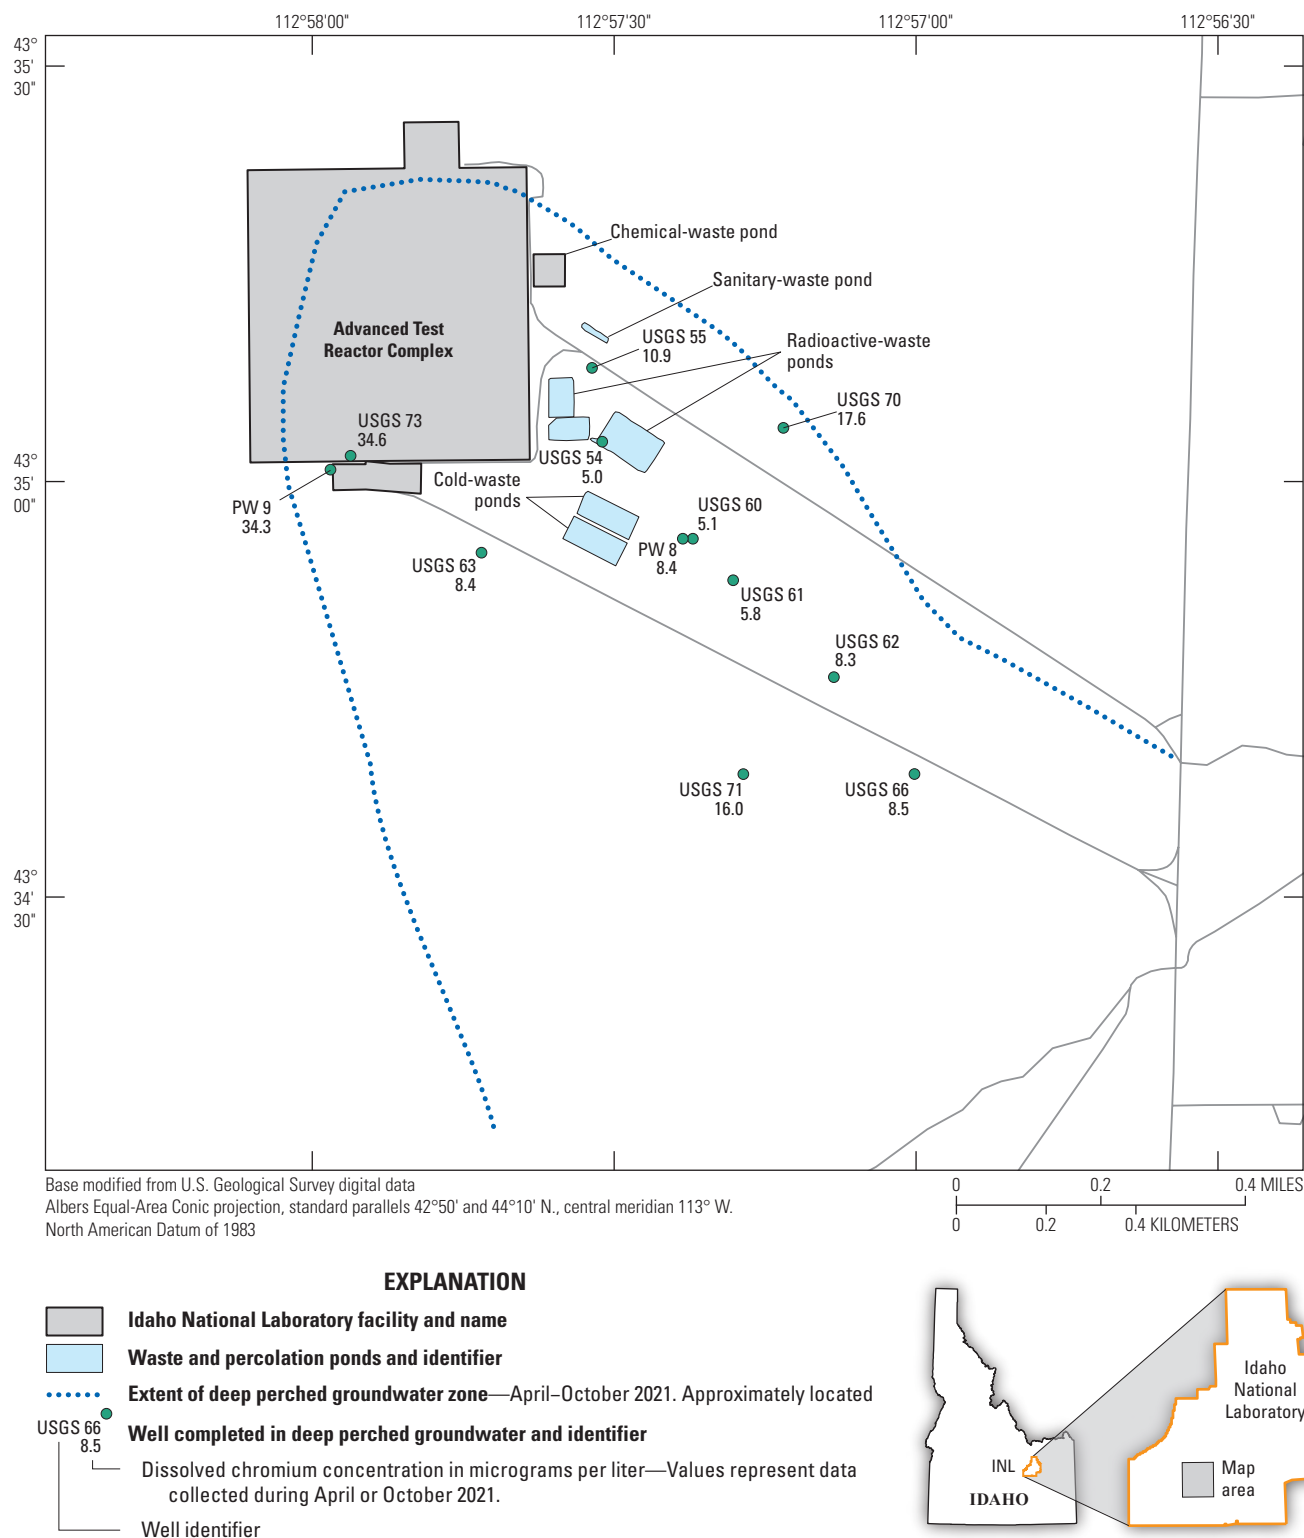 112°58'00"
112°57'30"
112°57'00"
112°56'30"
43°
35'
30"
Chemical-waste pond
Sanitary-waste pond
Advanced Test
Reactor Complex
USGS 55
10.9
Radioactive-waste
ponds
USGS 70
17.6
USGS 73
34.6
43°
35'
00"
USGS 54
5.0
Cold-waste
ponds
PW 9
34.3
USGS 60
5.1
PW 8
8.4
USGS 63
8.4
USGS 61
5.8
USGS 62
8.3
USGS 71
16.0
USGS 66
8.5
43°
34'
30"
Base modified from U.S. Geological Survey digital data
Albers Equal-Area Conic projection, standard parallels 42°50' and 44°10' N., central meridian 113° W.
North American Datum of 1983
0 0.2 0.4 MILES
0 0.2 0.4 KILOMETERS
EXPLANATION
Idaho National Laboratory facility and name
Waste and percolation ponds and identifier
Extent of deep perched groundwater zone—April–October 2021. Approximately located
USGS 66
8.5
Well completed in deep perched groundwater and identifier
Dissolved chromium concentration in micrograms per liter—Values represent data
collected during April or October 2021.
Well identifier
INL
IDAHO
Idaho
National
Laboratory
Map
area